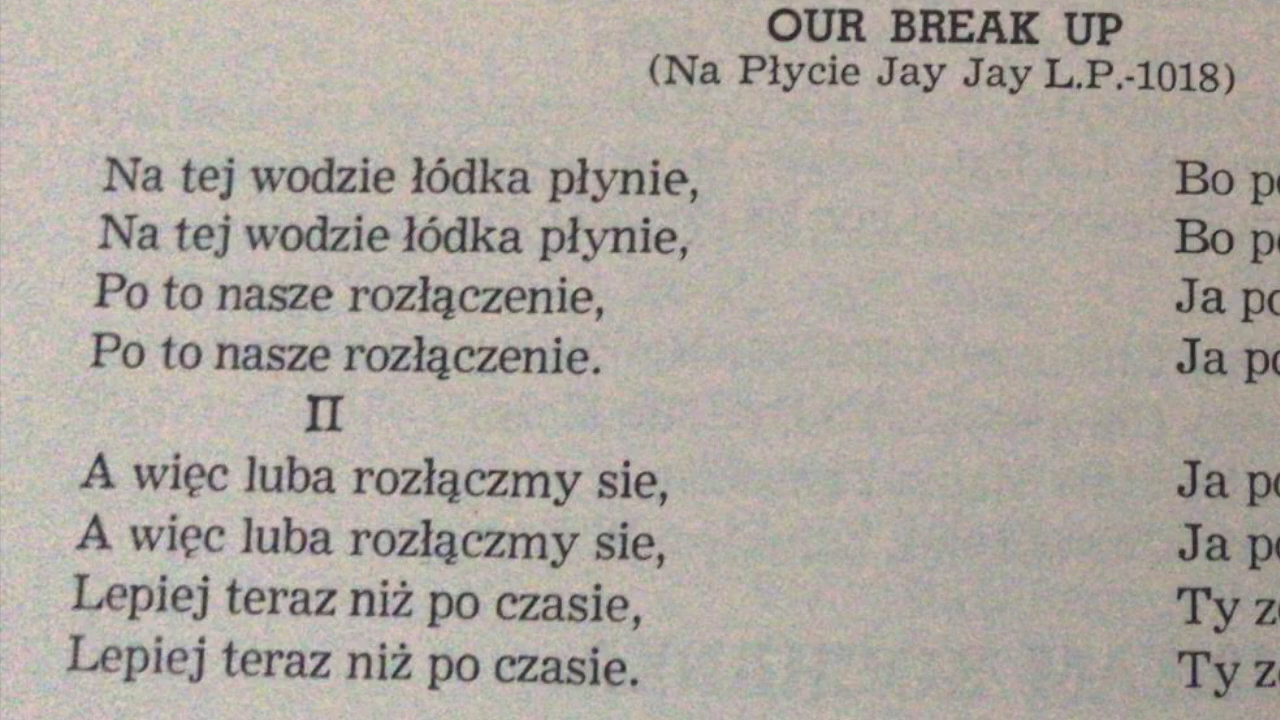 OUR BREAK UP
(Na Płycie Jay Jay L.P.-1018)
Na tej wodzie łódka płynie,
Na tej wodzie łódka płynie,
Po to nasze rozłączenie,
Po to nasze rozłączenie.
II
A więc luba rozłączmy sie,
A więc luba rozłączmy sie,
Lepiej teraz niż po czasie,
Lepiej teraz niż po czasie.
Bo
Bo
Ja
Ja
Ja
Ja
Ty
Ty